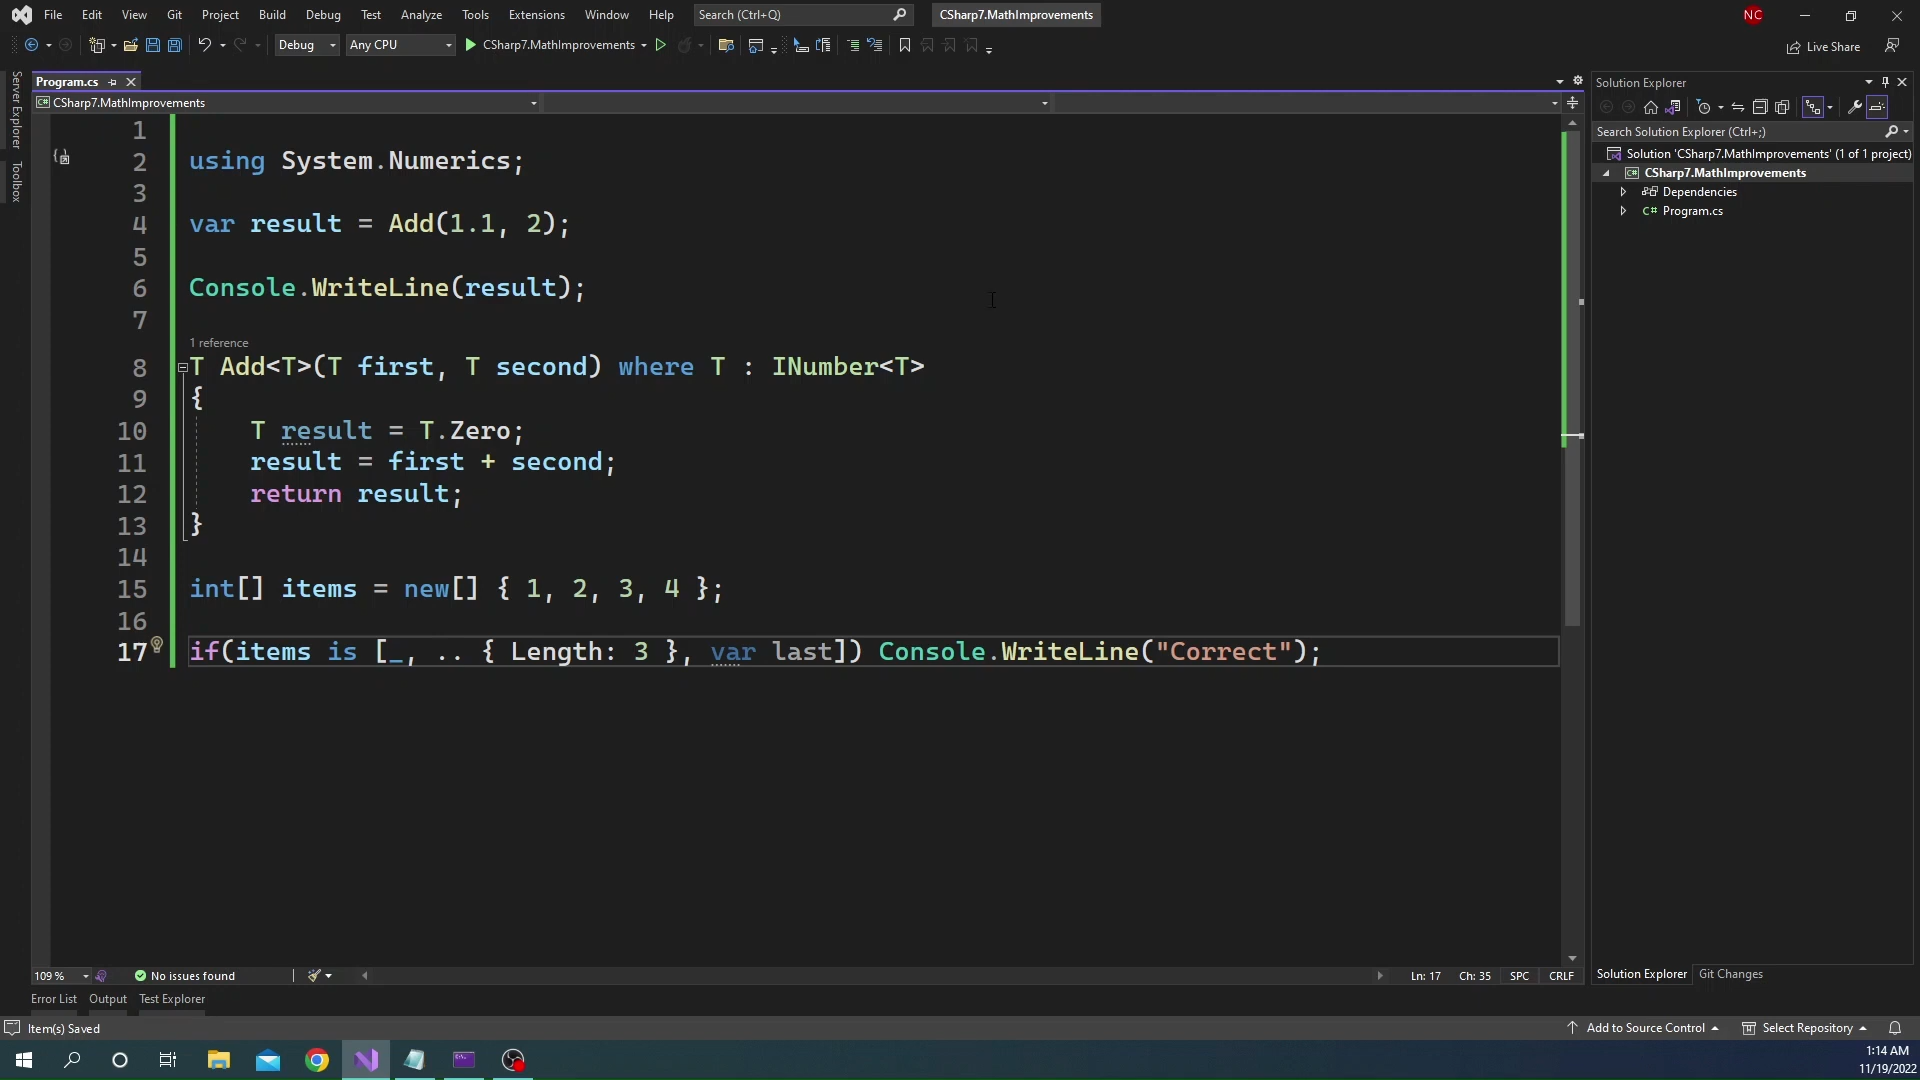 File Edit View Git Project Build Debug Test Analyze Tools Extensions Window Help Search (Ctrl+Q) CSharp7.MathImprovements NC
Debug Any CPU CSharp7.MathImprovements Live Share
Server Explorer
Toolbox
Program.cs
CSharp7.MathImprovements
1
2 using System.Numerics;
3
4 var result = Add(1.1, 2);
5
6 Console.WriteLine(result);
7
1 reference
8 T Add<T>(T first, T second) where T : INumber<T>
9 {
10 T result = T.Zero;
11 result = first + second;
12 return result;
13 }
14
15 int[] items = new[] { 1, 2, 3, 4 };
16
17 if(items is [_, .. { Length: 3 }, var last]) Console.WriteLine("Correct");
109 % No issues found Ln: 17 Ch: 35 SPC CRLF
Solution Explorer
Search Solution Explorer (Ctrl+;)
Solution 'CSharp7.MathImprovements' (1 of 1 project)
C# CSharp7.MathImprovements
Dependencies
C# Program.cs
Solution Explorer Git Changes
Error List Output Test Explorer
Item(s) Saved Add to Source Control Select Repository
1:14 AM
11/19/2022